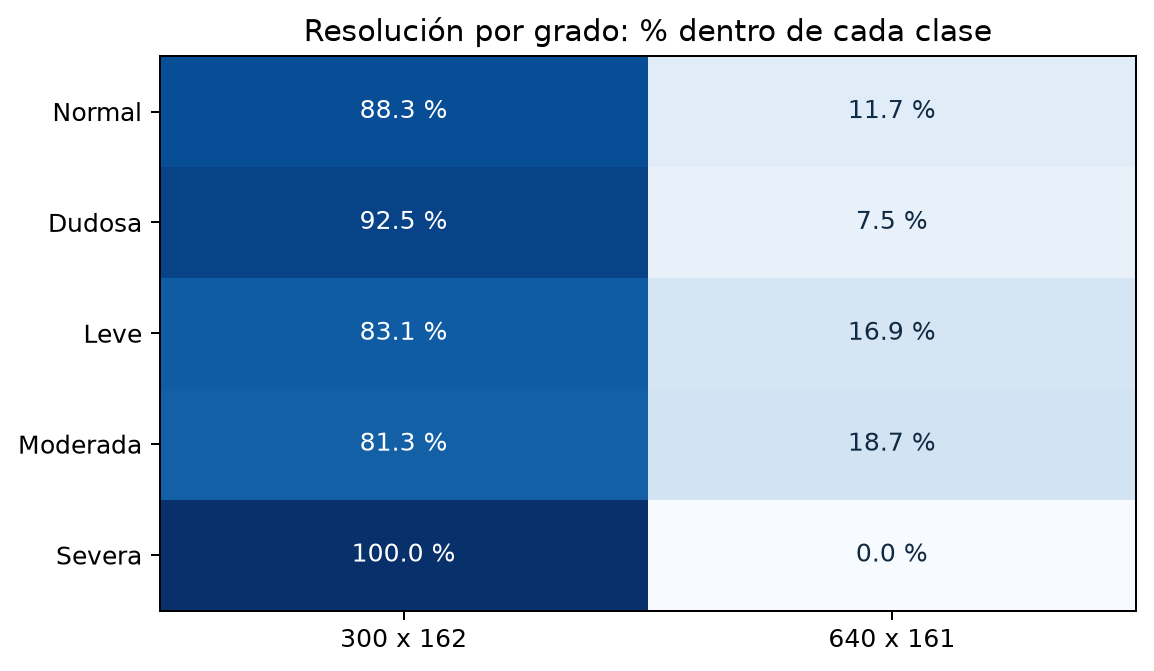 Resolución por grado: % dentro de cada clase
Normal 88.3 % 11.7 %
Dudosa 92.5 % 7.5 %
Leve 83.1 % 16.9 %
Moderada 81.3 % 18.7 %
Severa 100.0 % 0.0 %
300 x 162 640 x 161